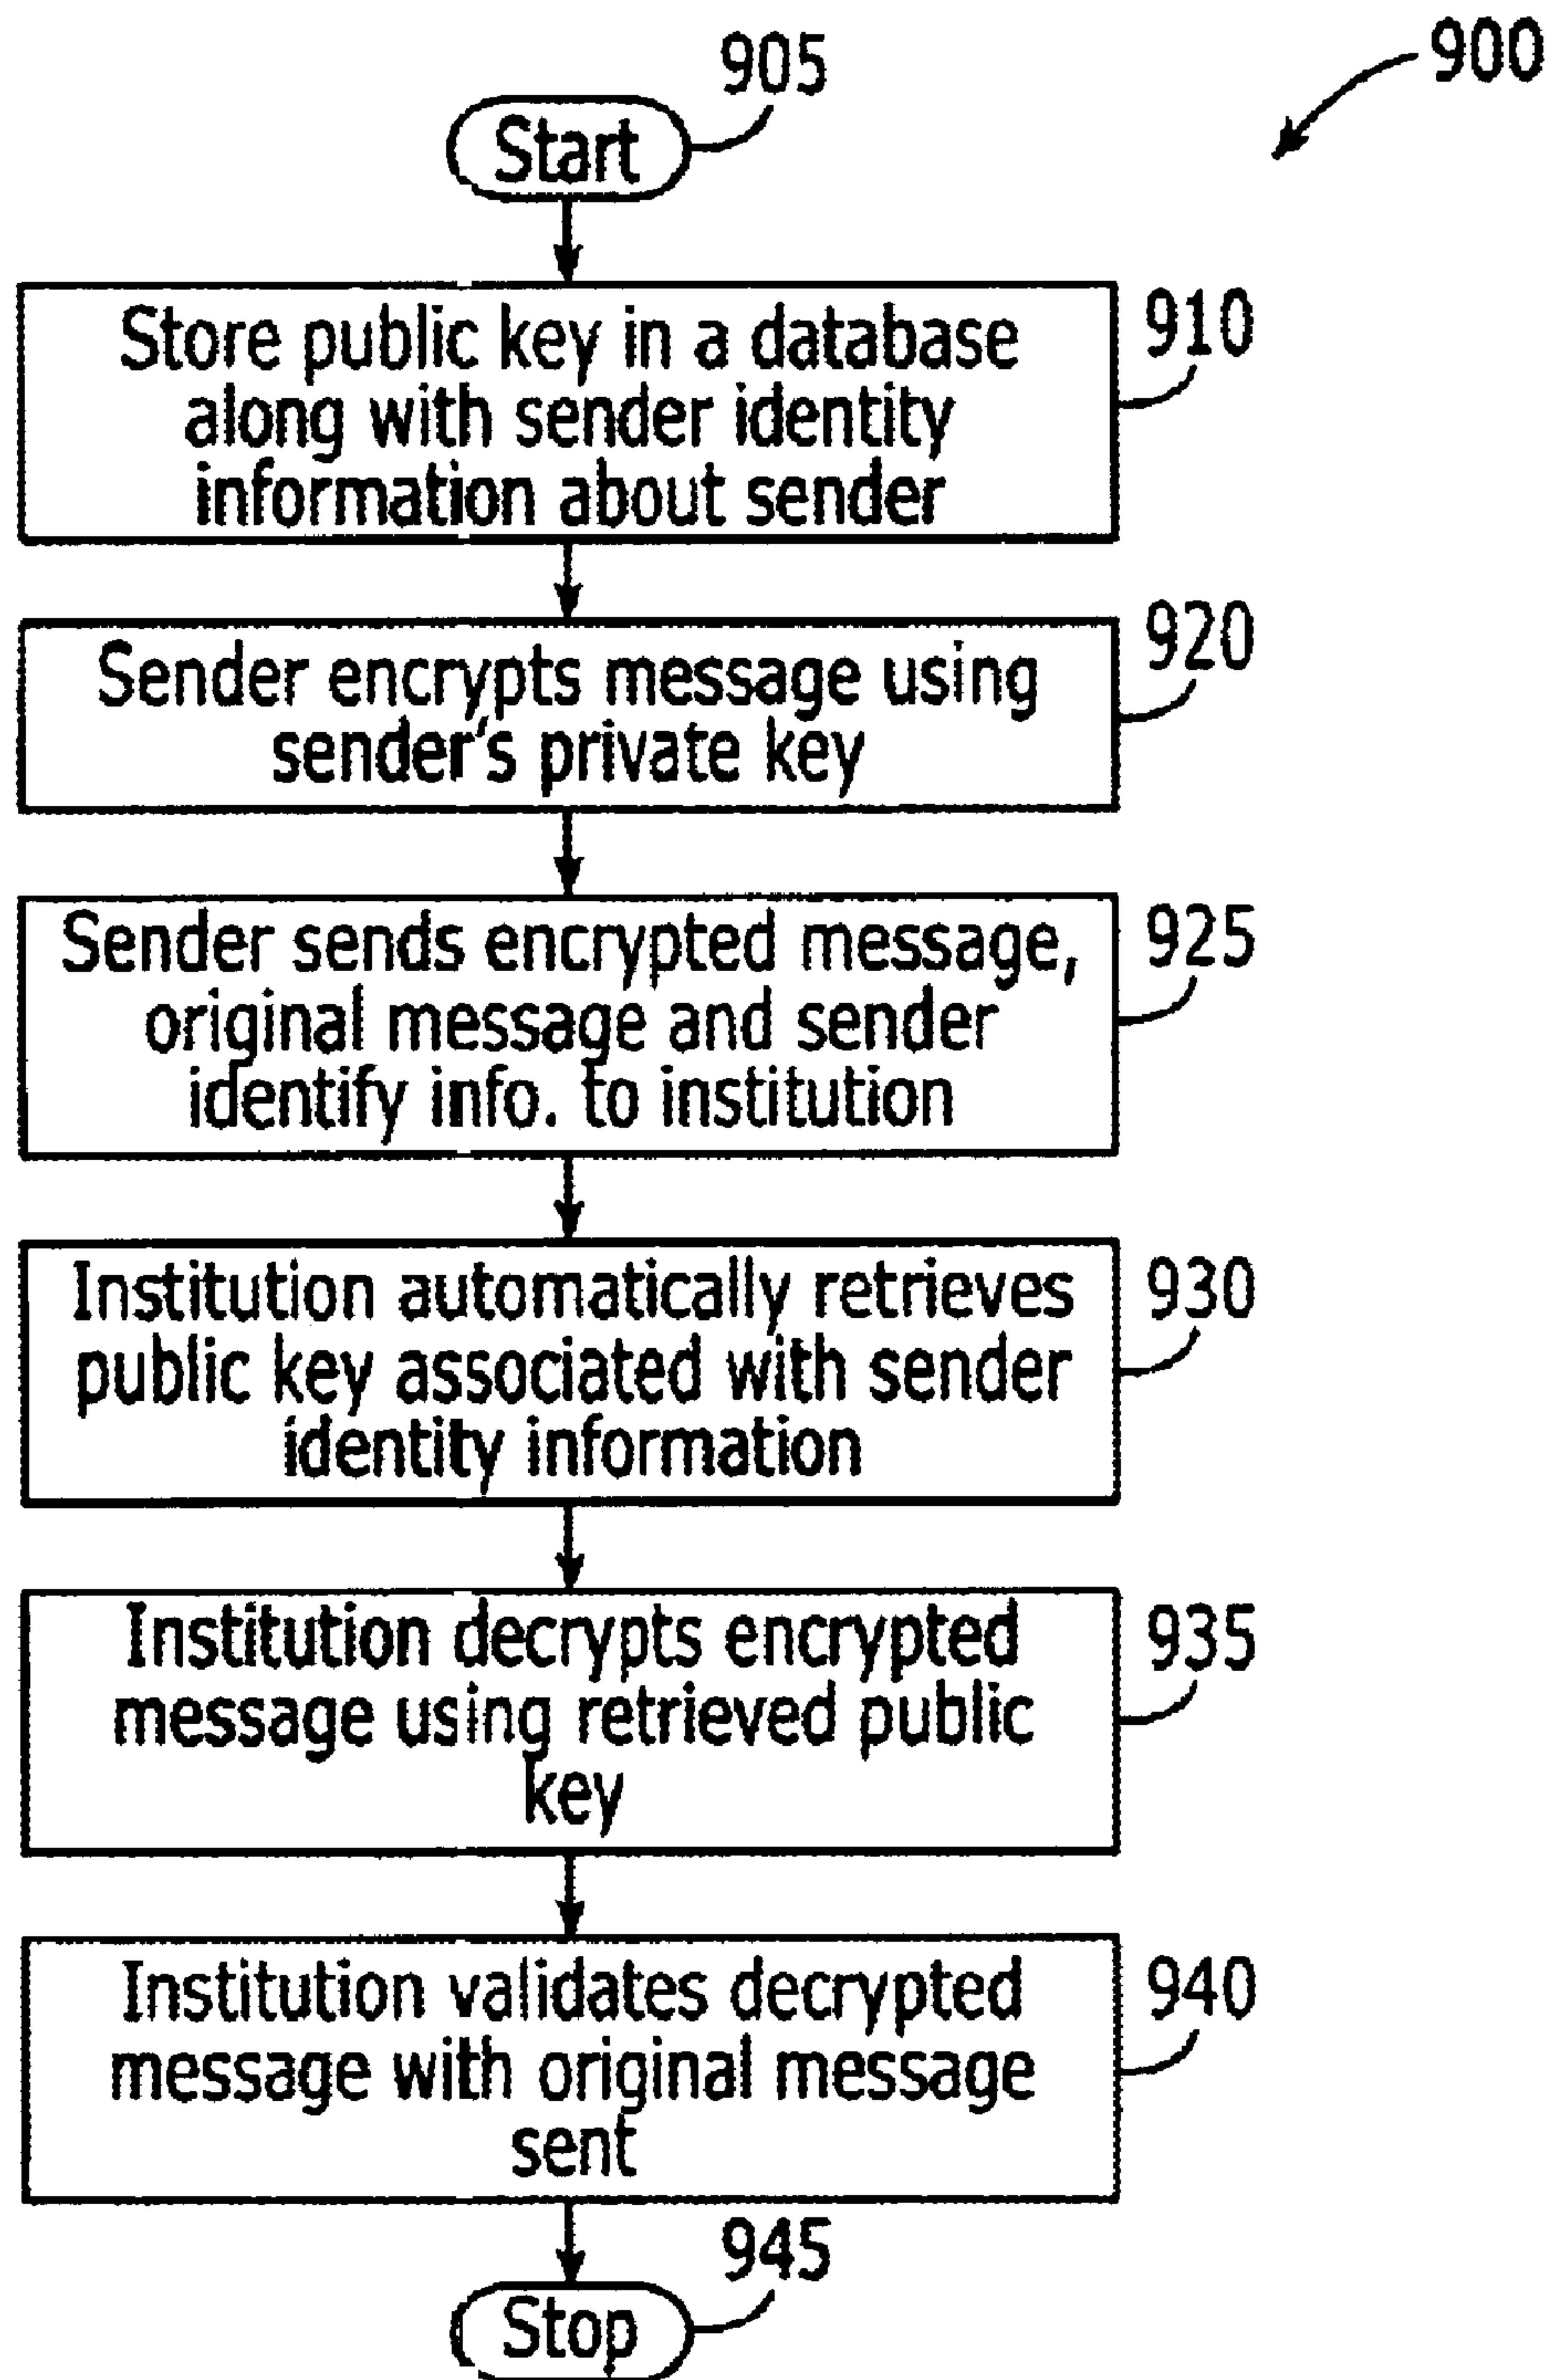 900
905
Start
910
Store public key in a database
along with sender identity
information about sender
920
Sender encrypts message using
sender's private key
925
Sender sends encrypted message,
original message and sender
identify info. to institution
930
Institution automatically retrieves
public key associated with sender
identity information
935
Institution decrypts encrypted
message using retrieved public
key
940
Institution validates decrypted
message with original message
sent
945
Stop